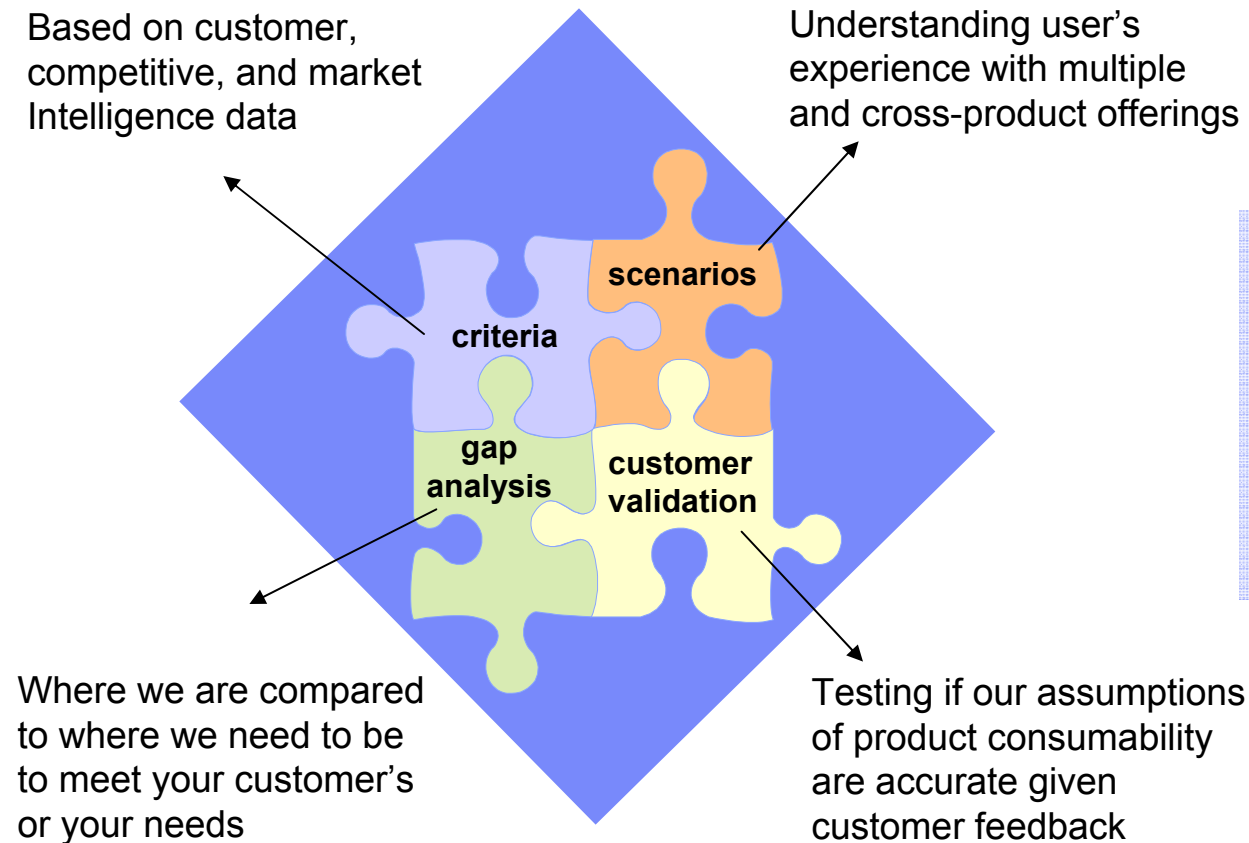 Based on customer,
competitive, and market
Intelligence data
Understanding user’s
experience with multiple
and cross-product offerings
scenarios
criteria
gap
analysis
customer
validation
Where we are compared
to where we need to be
to meet your customer’s
or your needs
Testing if our assumptions
of product consumability
are accurate given
customer feedback